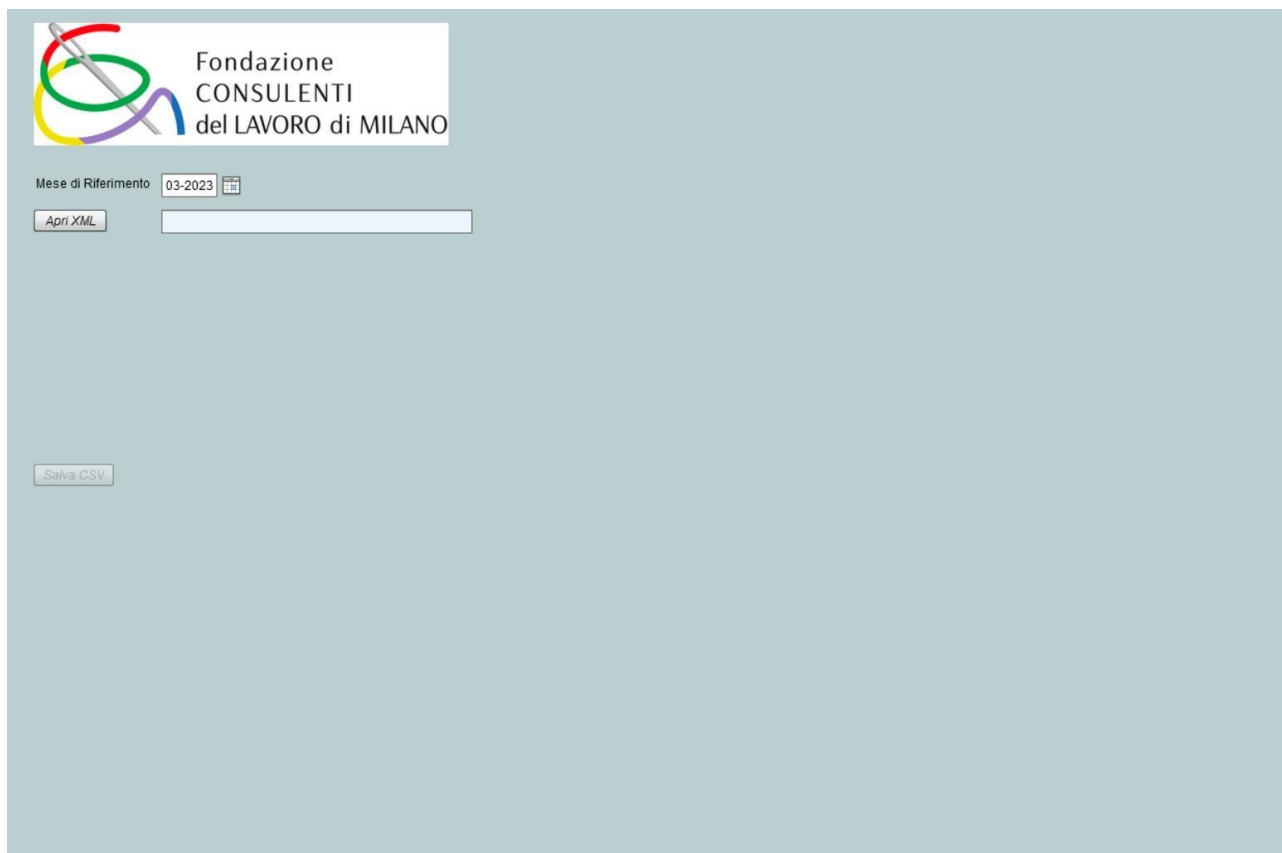 Fondazione
CONSULENTI
del LAVORO di MILANO
Mese di Riferimento 03-2023
Apri XML
Salva CSV